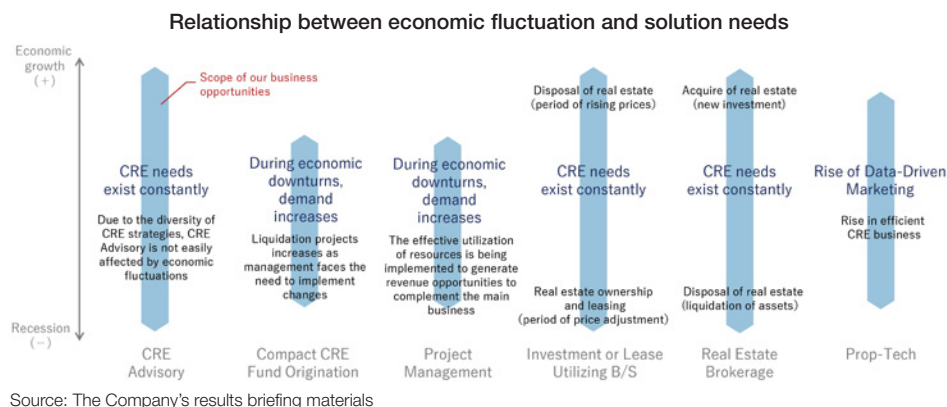 Relationship between economic fluctuation and solution needs
Economic
growth
(+)
Scope of our business
opportunities
CRE needs
exist constantly
Due to the diversity of
CRE strategies, CRE
Advisory is not easily
affected by economic
fluctuations
During economic
downturns,
demand
increases
Liquidation projects
increases as
management faces the
need to implement
changes
During economic
downturns,
demand
increases
The effective utilization
of resources is being
implemented to generate
revenue opportunities to
complement the main
business
Disposal of real estate
(period of rising prices)
CRE needs
exist constantly
Real estate ownership
and leasing
(period of price adjustment)
Acquire of real estate
(new investment)
CRE needs
exist constantly
Disposal of real estate
(liquidation of assets)
Rise of Data-Driven
Marketing
Rise in efficient
CRE business
Recession
(−)
CRE
Advisory
Compact CRE
Fund Origination
Project
Management
Investment or Lease
Utilizing B/S
Real Estate
Brokerage
Prop-Tech
Source: The Company's results briefing materials